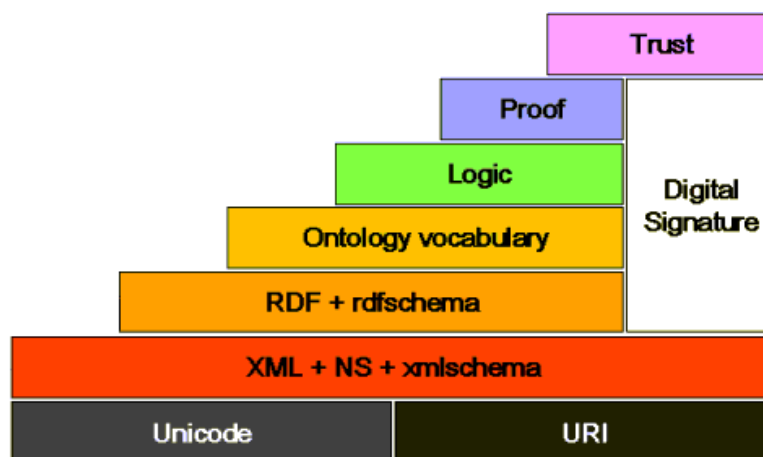 Trust
Proof
Logic
Digital
Signature
Ontology vocabulary
RDF + rdfschema
XML + NS + xmlschema
Unicode
URI